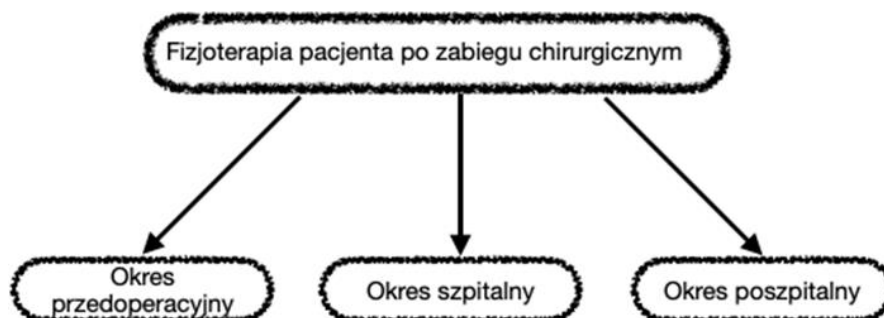 Fizjoterapia pacjenta po zabiegu chirurgicznym
Okres
przedoperacyjny
Okres szpitalny
Okres poszpitalny